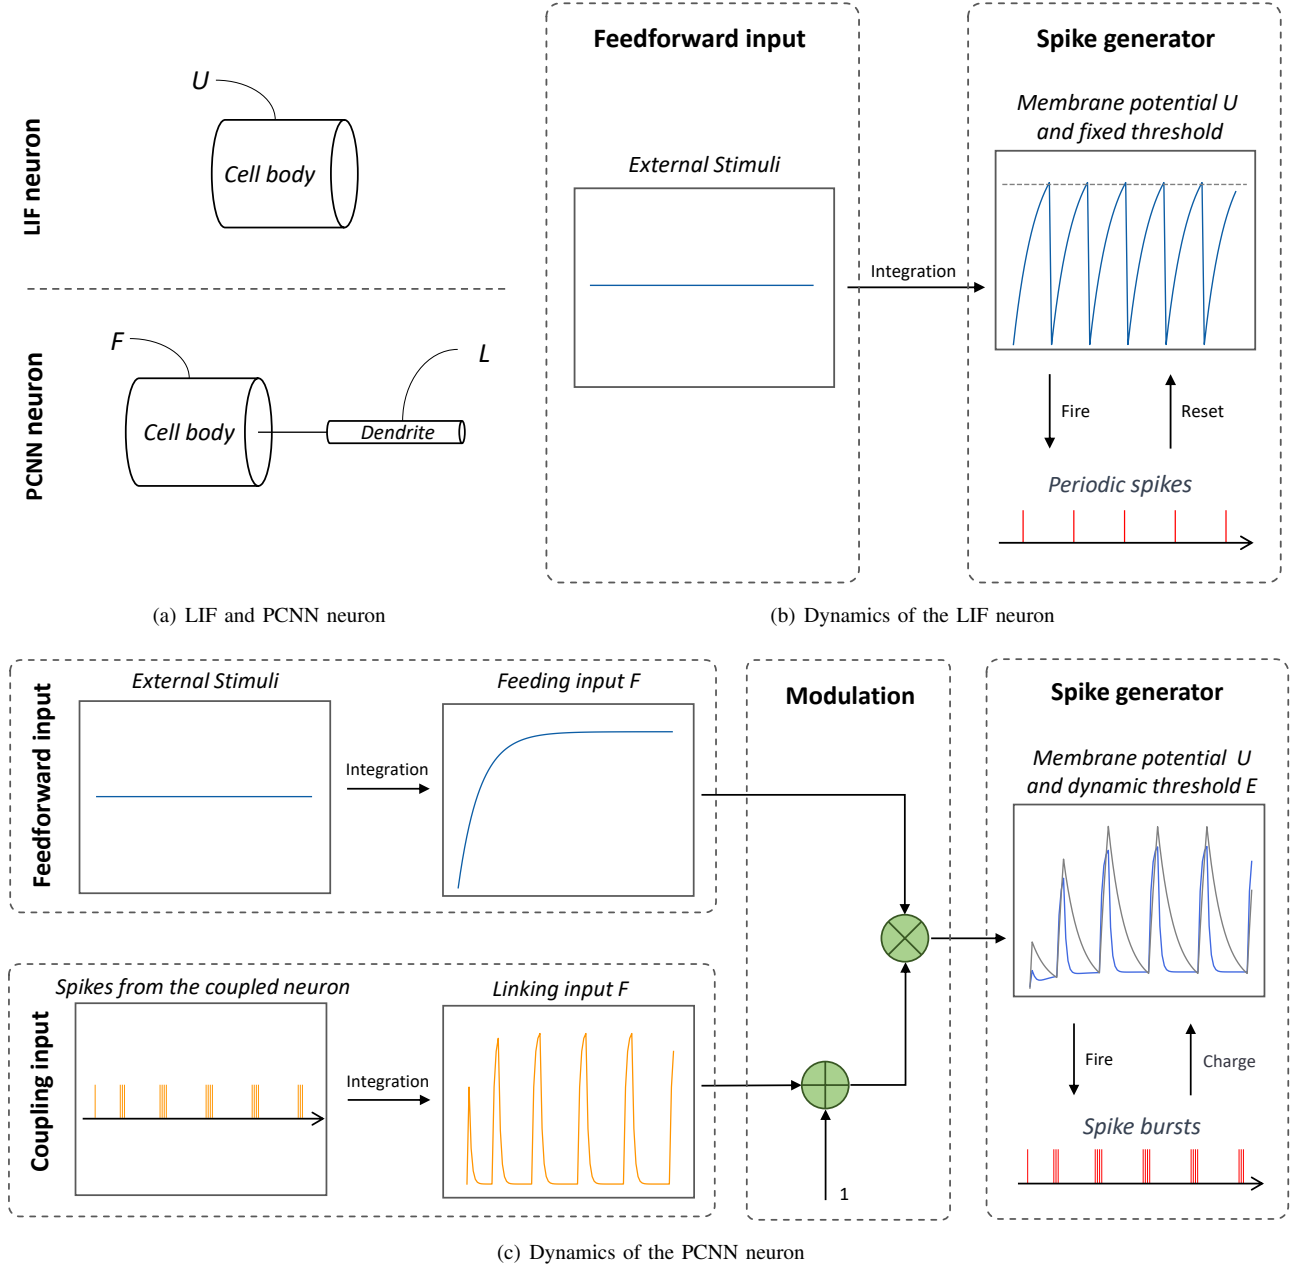 LIF neuron
U
Cell body
PCNN neuron
F
L
Cell body
Dendrite
(a) LIF and PCNN neuron
Feedforward input
External Stimuli
Integration
Spike generator
Membrane potential U
and fixed threshold
Fire
Reset
Periodic spikes
(b) Dynamics of the LIF neuron
Feedforward input
External Stimuli
Integration
Feeding input F
Coupling input
Spikes from the coupled neuron
Integration
Linking input F
Modulation
1
Spike generator
Membrane potential U
and dynamic threshold E
Fire
Charge
Spike bursts
(c) Dynamics of the PCNN neuron